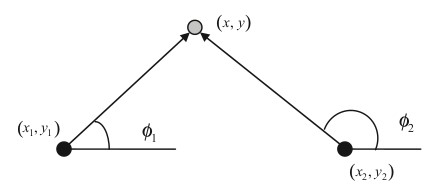 (x, y)
(x₁, y₁)
ϕ₁
ϕ₂
(x₂, y₂)